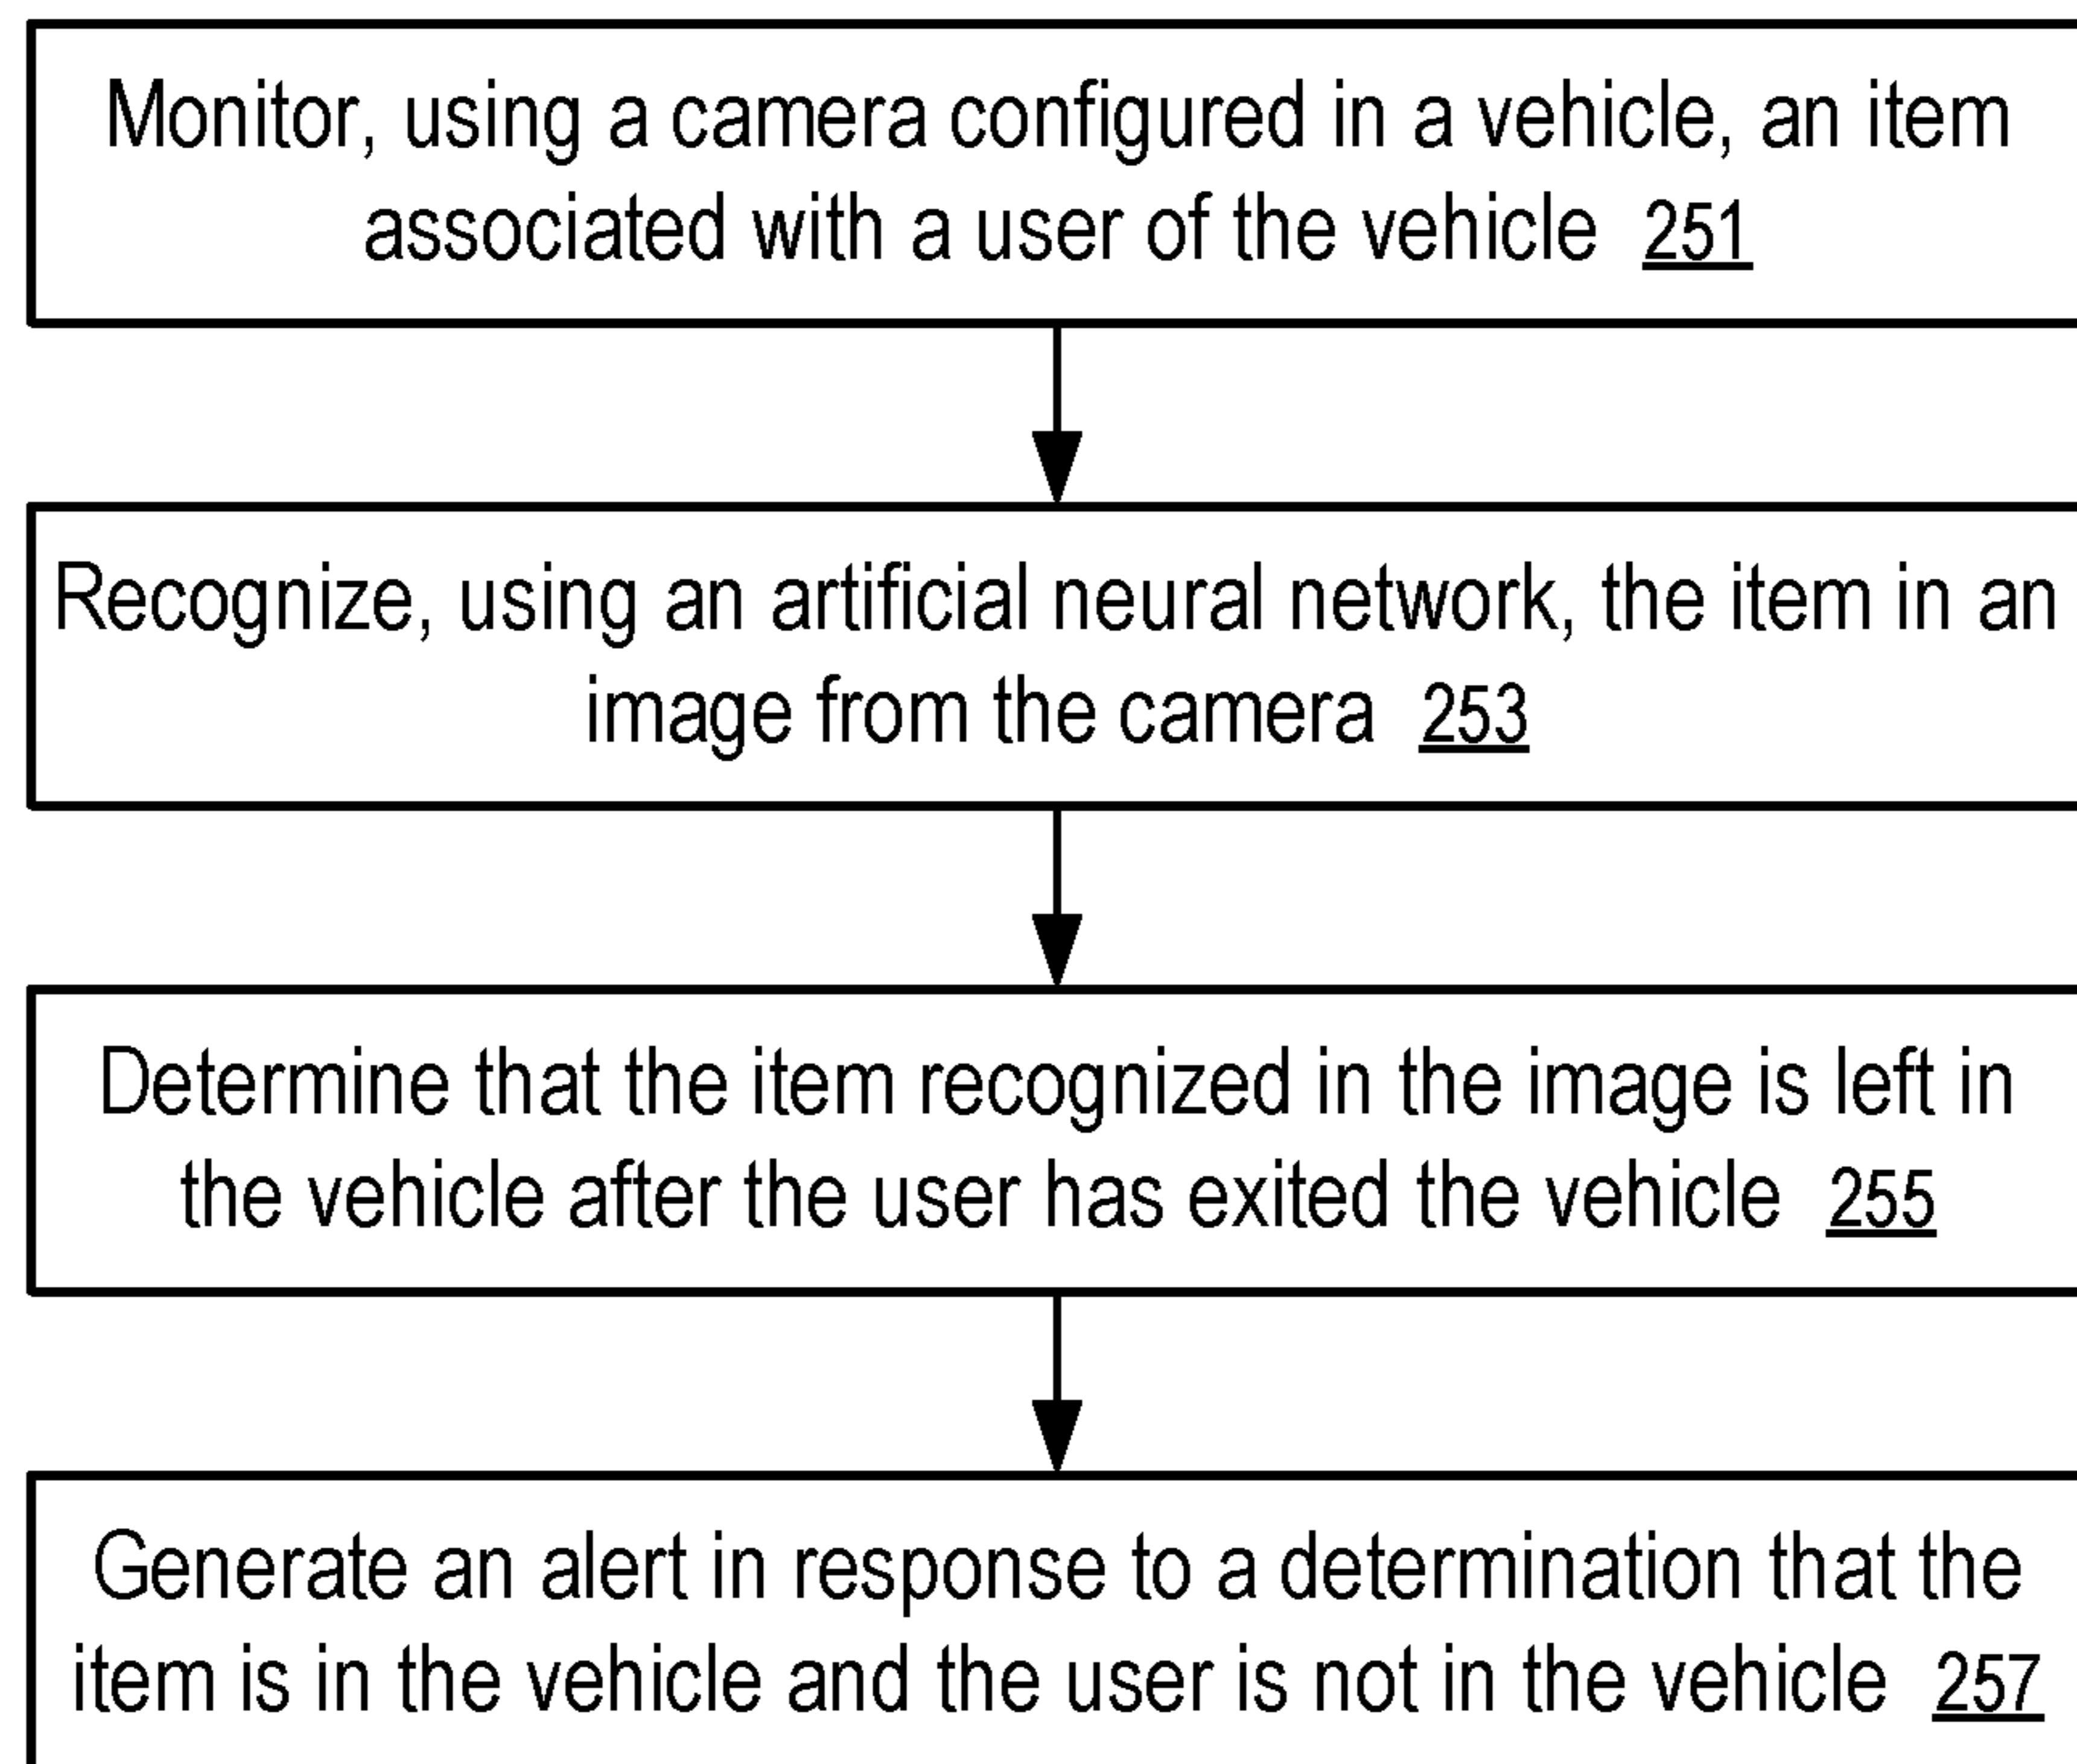 Monitor, using a camera configured in a vehicle, an item
associated with a user of the vehicle 251
Recognize, using an artificial neural network, the item in an
image from the camera 253
Determine that the item recognized in the image is left in
the vehicle after the user has exited the vehicle 255
Generate an alert in response to a determination that the
item is in the vehicle and the user is not in the vehicle 257